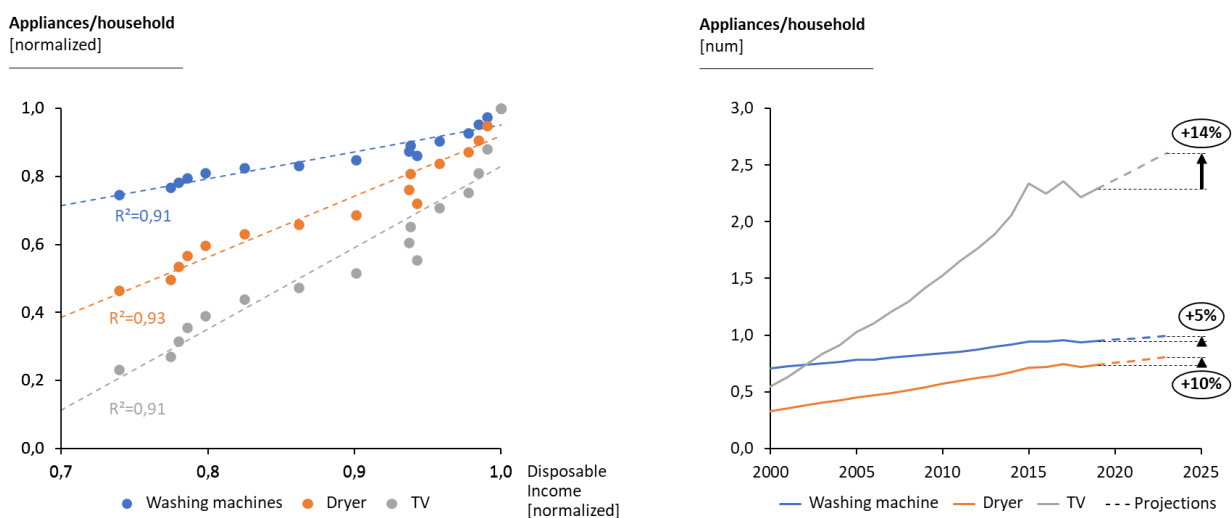 Appliances/household
[normalized]
1,0
0,8
0,6
0,4
0,2
0,0
R²=0,91
R²=0,93
R²=0,91
0,7
0,8
0,9
1,0
Disposable
Income
[normalized]
Washing machines
Dryer
TV
Appliances/household
[num]
3,0
2,5
2,0
1,5
1,0
0,5
0,0
+14%
+5%
+10%
2000
2005
2010
2015
2020
2025
Washing machine
Dryer
TV
Projections